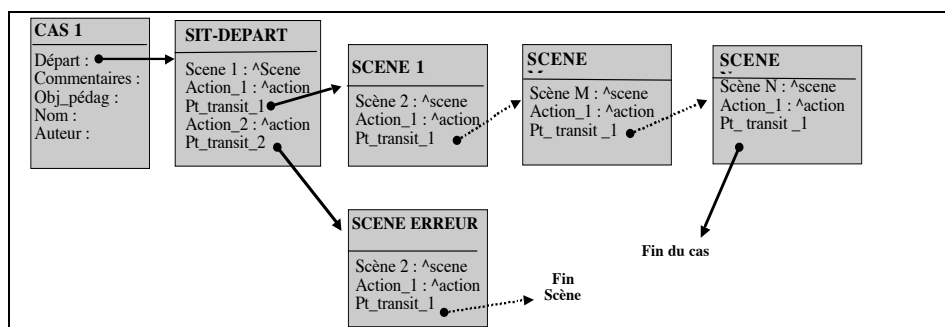 CAS 1
Départ :
Commentaires :
Obj_pédag :
Nom :
Auteur :
SIT-DEPART
Scene 1 : ^Scene
Action_1 : ^action
Pt_transit_1
Action_2 : ^action
Pt_transit_2
SCENE 1
Scène 2 : ^scene
Action_1 : ^action
Pt_transit_1
SCENE
Scène M : ^scene
Action_1 : ^action
Pt_ transit _1
SCENE
Scène N : ^scene
Action_1 : ^action
Pt_ transit _1
SCENE ERREUR
Scène 2 : ^scene
Action_1 : ^action
Pt_transit_1
Fin
Scène
Fin du cas